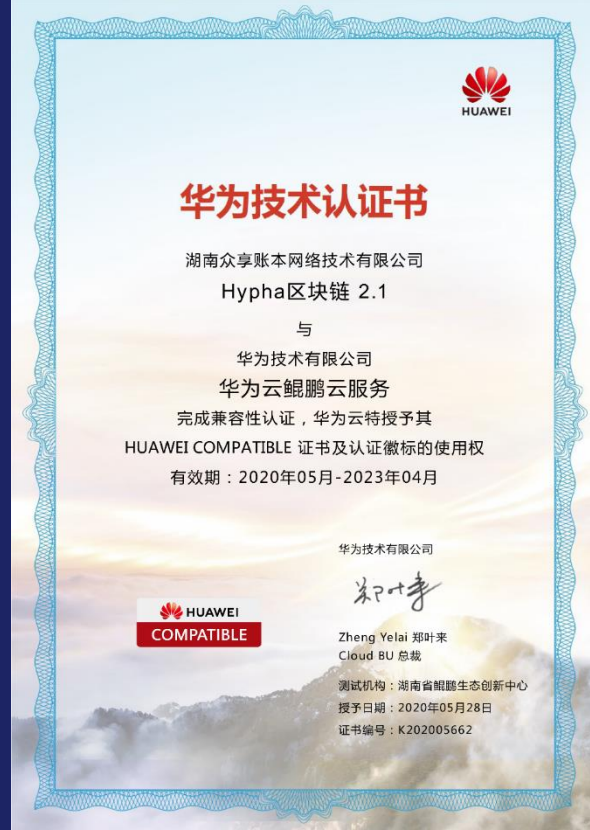 HUAWEI
华为技术认证书
湖南众享账本网络技术有限公司
Hypha区块链 2.1
与
华为技术有限公司
华为云鲲鹏云服务
完成兼容性认证，华为云特授予其
HUAWEI COMPATIBLE 证书及认证徽标的使用权
有效期：2020年05月-2023年04月
华为技术有限公司
郑叶来
HUAWEI
COMPATIBLE
Zheng Yelai 郑叶来
Cloud BU 总裁
测试机构：湖南省鲲鹏生态创新中心
授予日期：2020年05月28日
证书编号：K202005662